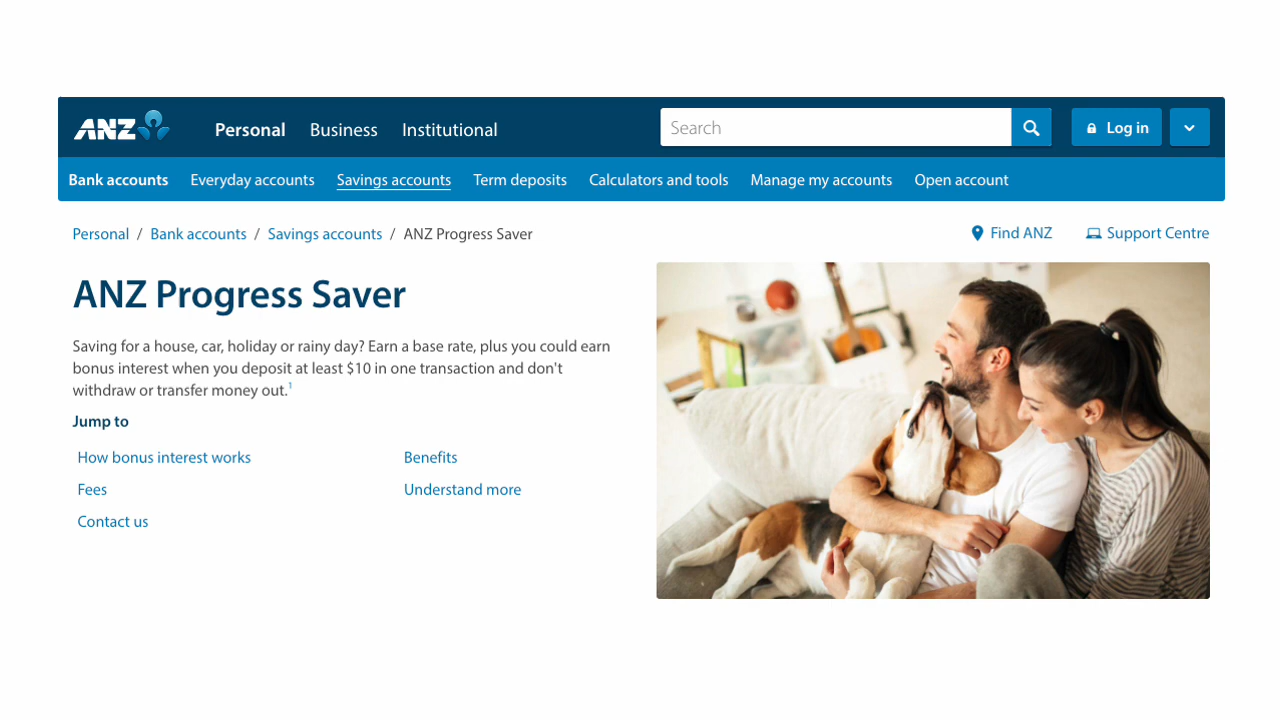 ANZ Personal Business Institutional Search Log in
Bank accounts Everyday accounts Savings accounts Term deposits Calculators and tools Manage my accounts Open account
Personal / Bank accounts / Savings accounts / ANZ Progress Saver Find ANZ Support Centre
ANZ Progress Saver
Saving for a house, car, holiday or rainy day? Earn a base rate, plus you could earn
bonus interest when you deposit at least $10 in one transaction and don't
withdraw or transfer money out.1
Jump to
How bonus interest works Benefits
Fees Understand more
Contact us